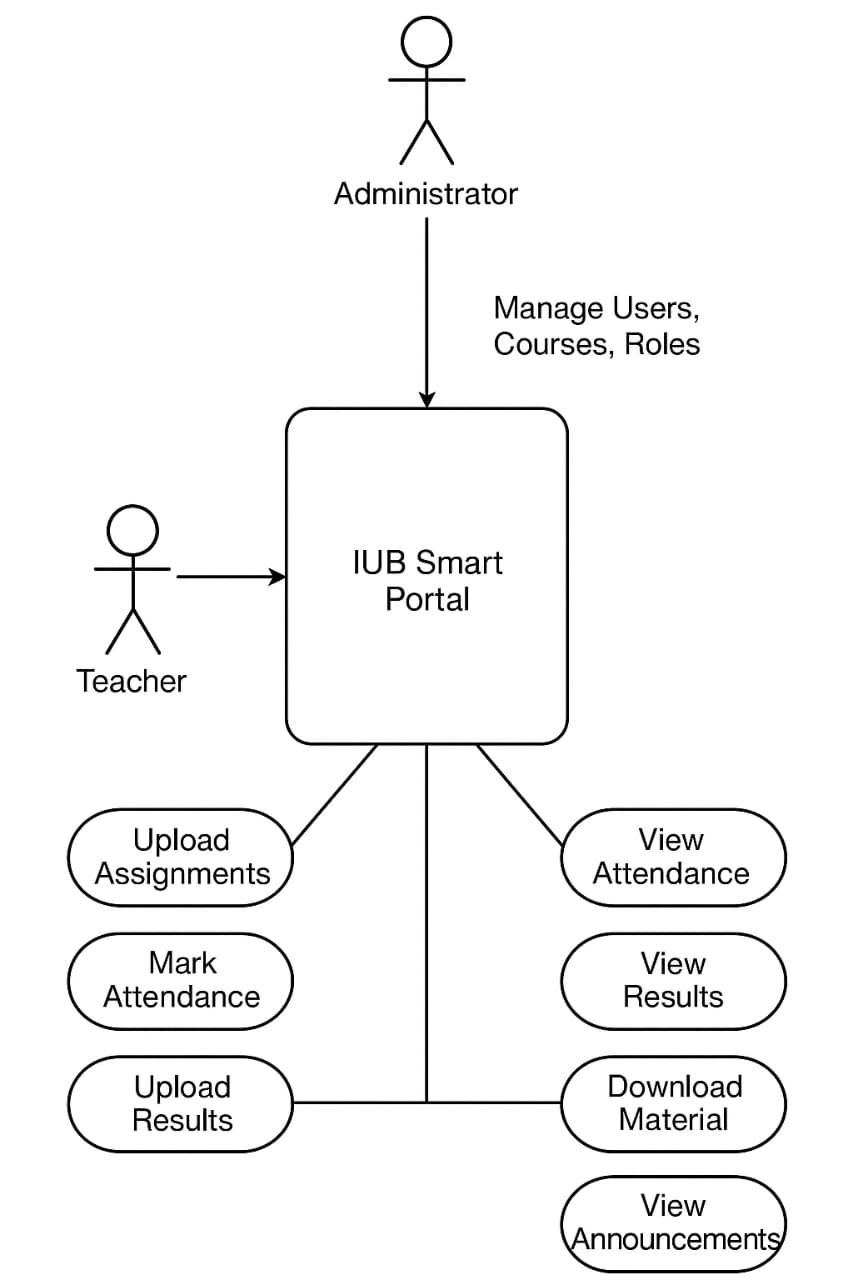 Administrator
Manage Users,
Courses, Roles
IUB Smart
Portal
Teacher
Upload
Assignments
View
Attendance
Mark
Attendance
View
Results
Upload
Results
Download
Material
View
Announcements